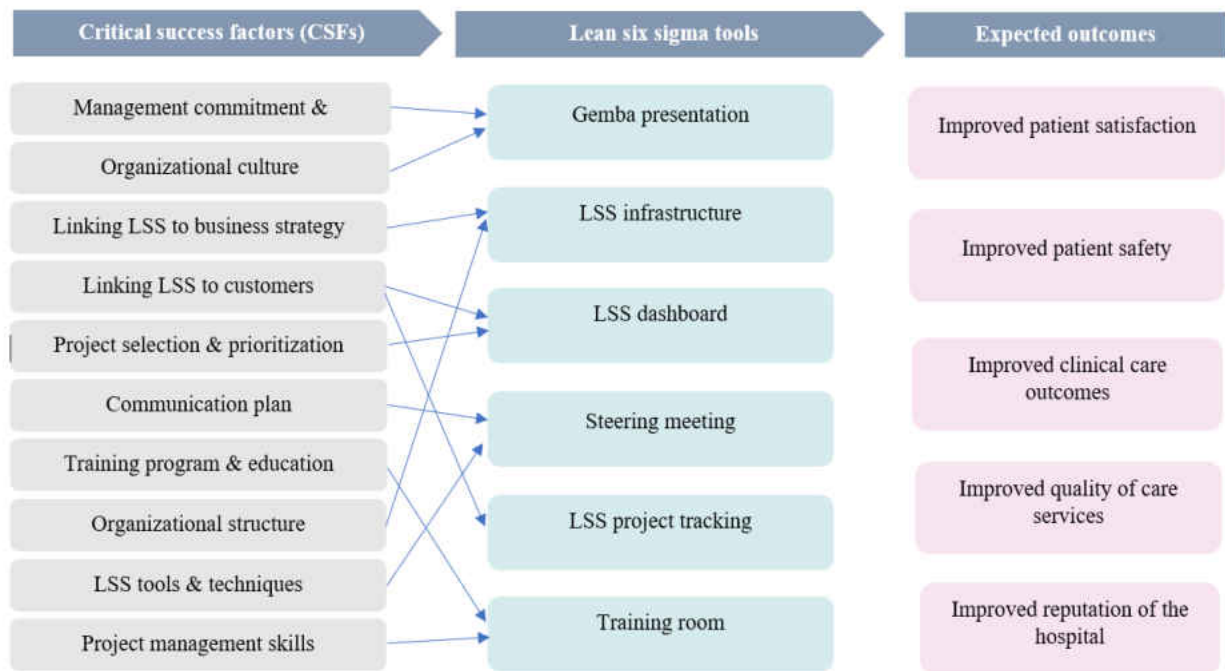 Critical success factors (CSFs)
Lean six sigma tools
Expected outcomes
Management commitment &
Organizational culture
Linking LSS to business strategy
Linking LSS to customers
Project selection & prioritization
Communication plan
Training program & education
Organizational structure
LSS tools & techniques
Project management skills
Gemba presentation
LSS infrastructure
LSS dashboard
Steering meeting
LSS project tracking
Training room
Improved patient satisfaction
Improved patient safety
Improved clinical care
outcomes
Improved quality of care
services
Improved reputation of the
hospital